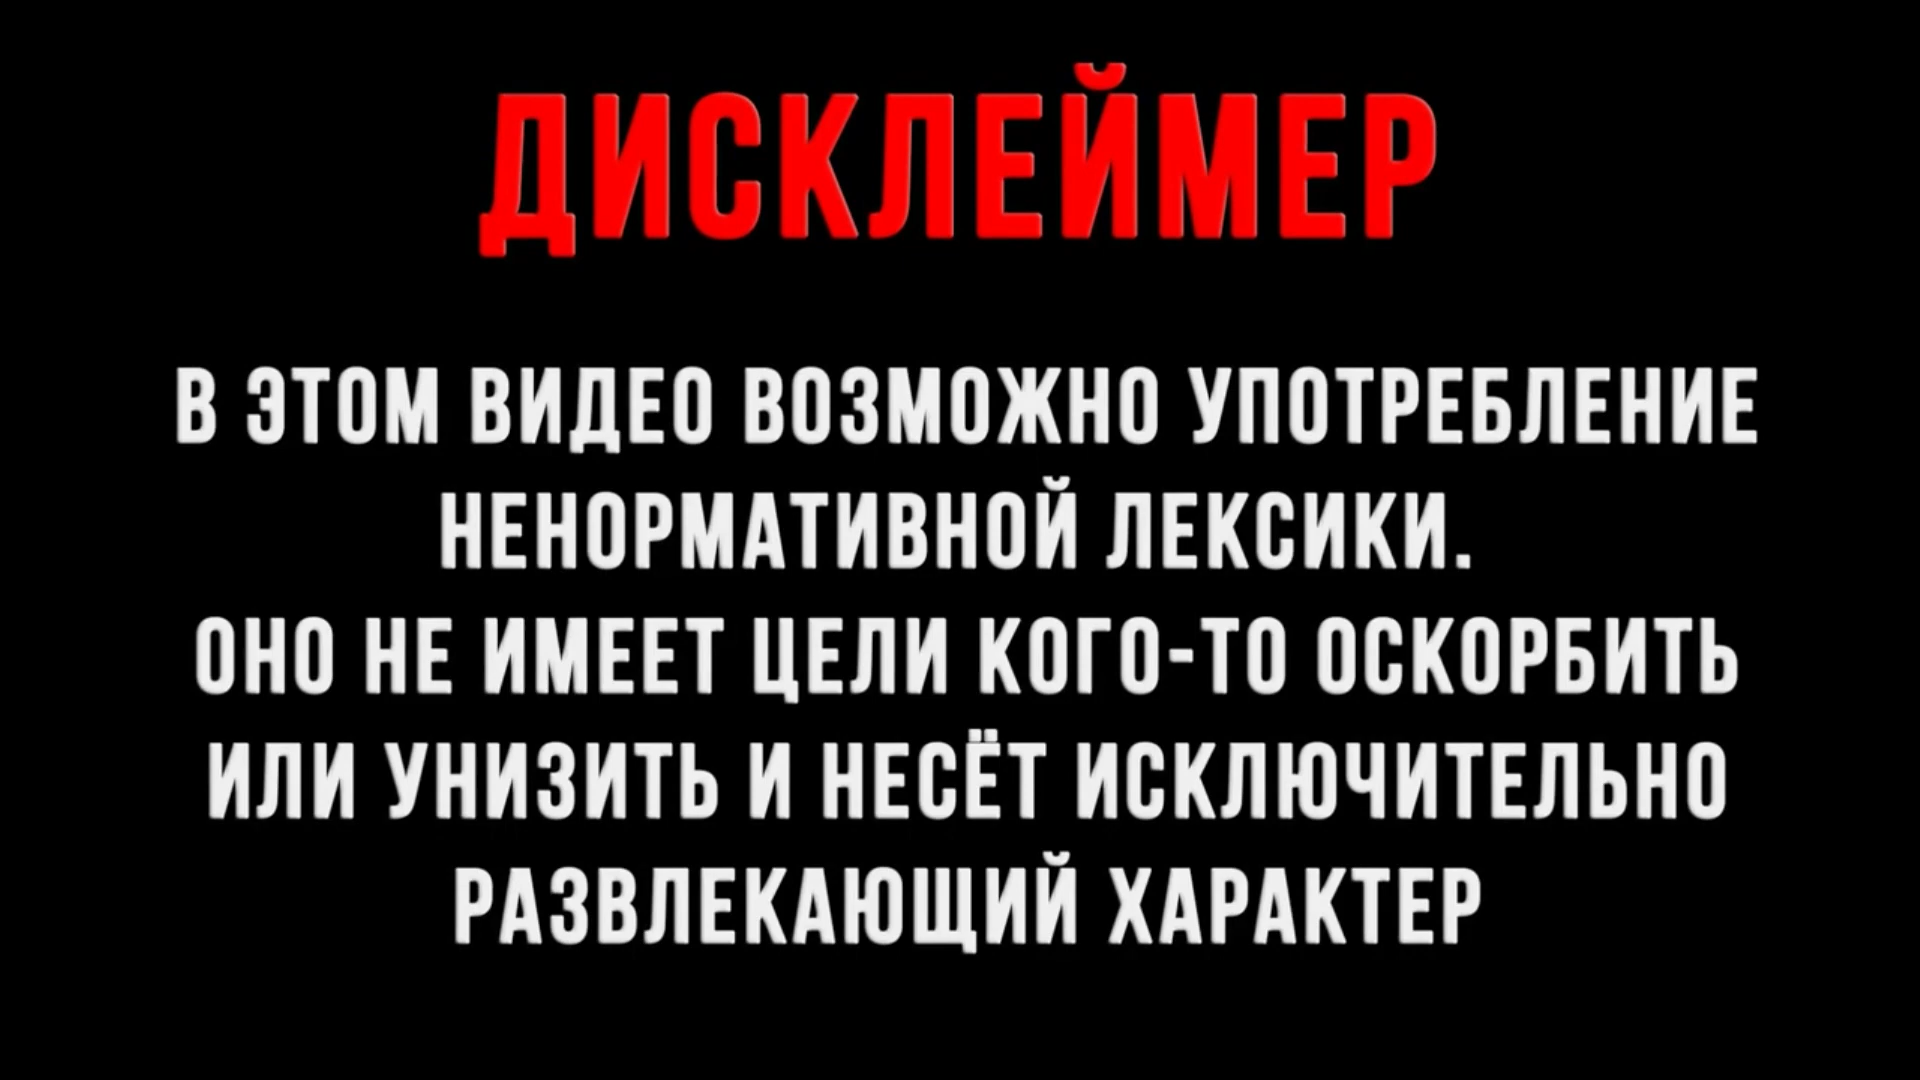 ДИСКЛЕЙМЕР
В ЭТОМ ВИДЕО ВОЗМОЖНО УПОТРЕБЛЕНИЕ
НЕНОРМАТИВНОЙ ЛЕКСИКИ.
ОНО НЕ ИМЕЕТ ЦЕЛИ КОГО-ТО ОСКОРБИТЬ
ИЛИ УНИЗИТЬ И НЕСЁТ ИСКЛЮЧИТЕЛЬНО
РАЗВЛЕКАЮЩИЙ ХАРАКТЕР